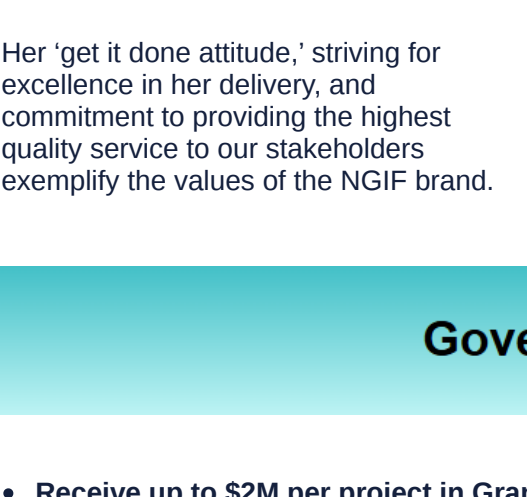 Her ‘get it done attitude,’ striving for
excellence in her delivery, and
commitment to providing the highest
quality service to our stakeholders
exemplify the values of the NGIF brand.
Gove
• Receive up to $2M per project in Gran